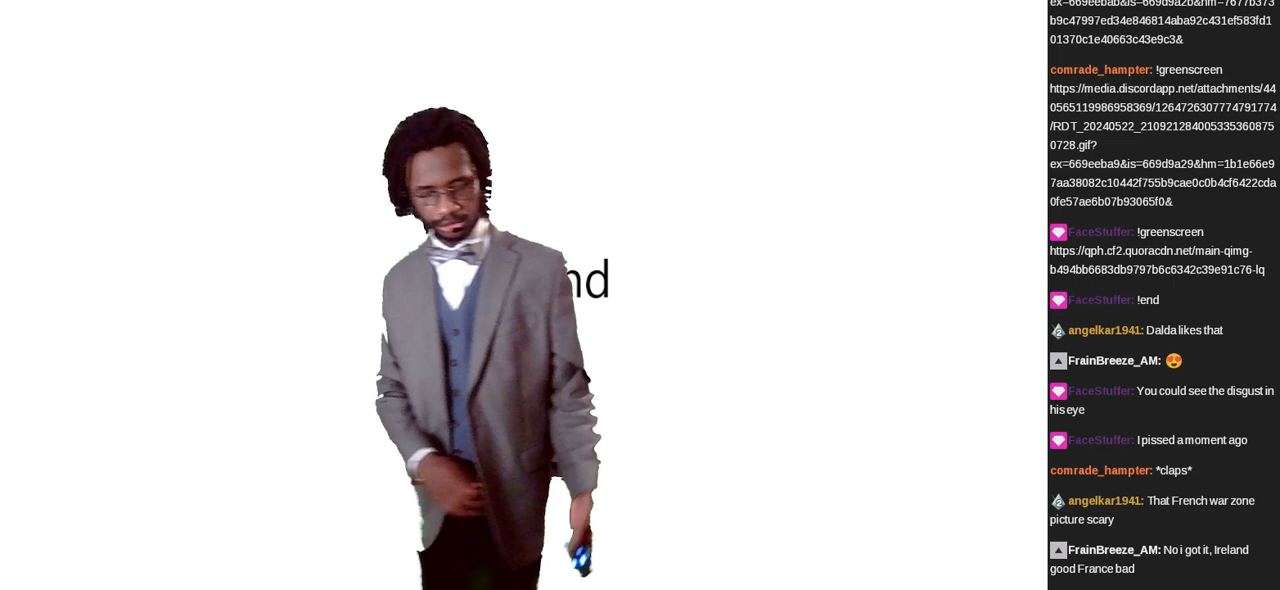 nd
ex=669eebab&is=669d9a2b&hm=7677b373
b9c47997ed34e846814aba92c431ef583fd1
01370c1e40663c43e9c3&
comrade_hampter: !greenscreen
https://media.discordapp.net/attachments/44
0565119986958369/1264726307774791774
/RDT_20240522_210921284005335360875
0728.gif?
ex=669eeba9&is=669d9a29&hm=1b1e66e9
7aa38082c10442f755b9cae0c0b4cf6422cda
0fe57ae6b07b93065f0&
FaceStuffer: !greenscreen
https://qph.cf2.quoracdn.net/main-qimg-
b494bb6683db9797b6c6342c39e91c76-lq
FaceStuffer: !end
2 angelkar1941: Dalda likes that
FrainBreeze_AM: 😍
FaceStuffer: You could see the disgust in
his eye
FaceStuffer: I pissed a moment ago
comrade_hampter: *claps*
2 angelkar1941: That French war zone
picture scary
FrainBreeze_AM: No i got it, Ireland
good France bad